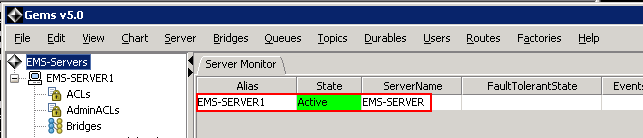 Gems v5.0
File Edit View Chart Server Bridges Queues Topics Durables Users Routes Factories Help
EMS-Servers
EMS-SERVER1
ACLs
AdminACLs
Bridges
Server Monitor
Alias State ServerName FaultTolerantState Events
EMS-SERVER1 Active EMS-SERVER